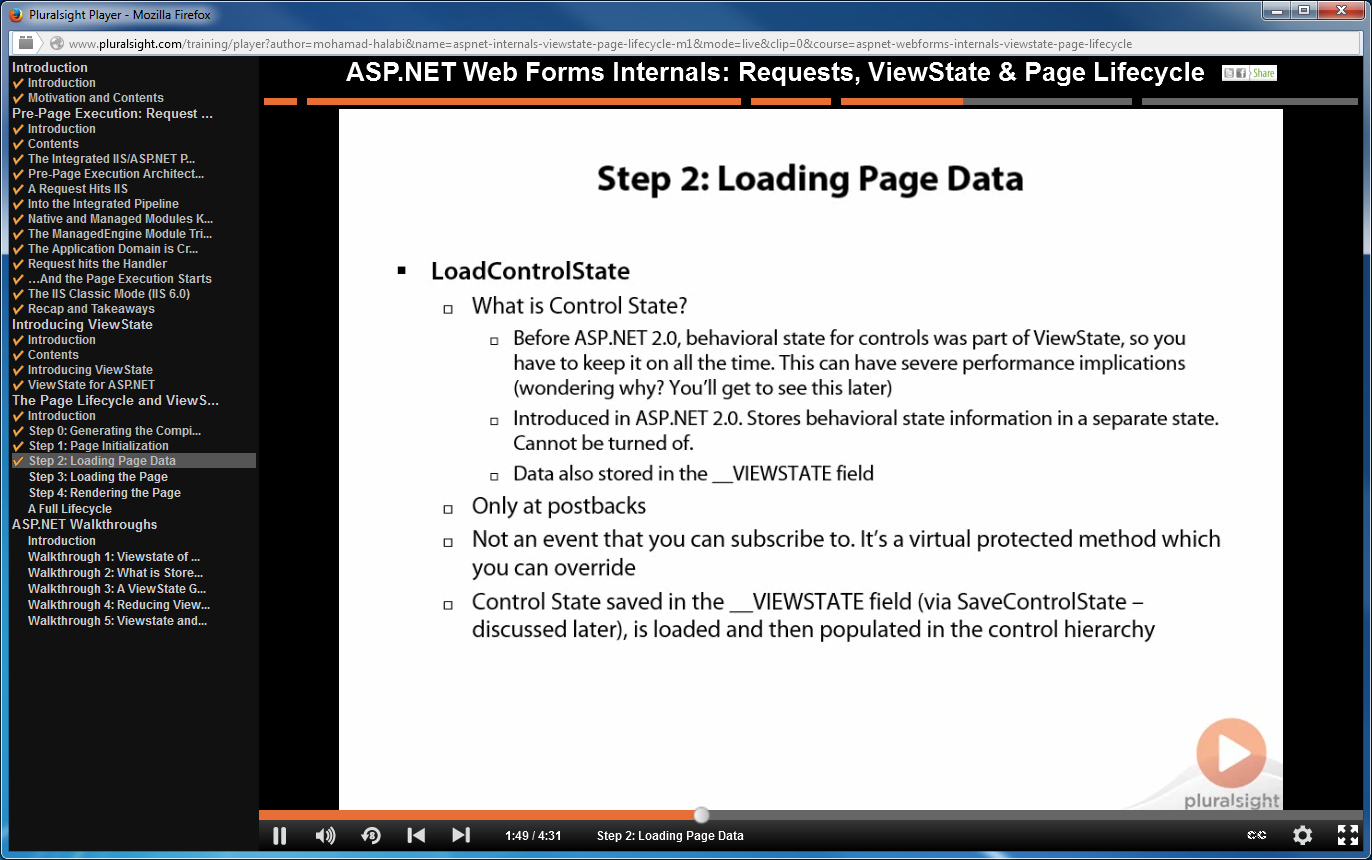 Pluralsight Player - Mozilla Firefox
www.pluralsight.com/training/player?author=mohamad-halabi&name=aspnet-internals-viewstate-page-lifecycle-m1&mode=live&clip=0&course=aspnet-webforms-internals-viewstate-page-lifecycle
Introduction
Introduction
Motivation and Contents
Pre-Page Execution: Request ...
Introduction
Contents
The Integrated IIS/ASP.NET P...
Pre-Page Execution Architect...
A Request Hits IIS
Into the Integrated Pipeline
Native and Managed Modules K...
The ManagedEngine Module Tri...
The Application Domain is Cr...
Request hits the Handler
...And the Page Execution Starts
The IIS Classic Mode (IIS 6.0)
Recap and Takeaways
Introducing ViewState
Introduction
Contents
Introducing ViewState
ViewState for ASP.NET
The Page Lifecycle and ViewS...
Introduction
Step 0: Generating the Compi...
Step 1: Page Initialization
Step 2: Loading Page Data
Step 3: Loading the Page
Step 4: Rendering the Page
A Full Lifecycle
ASP.NET Walkthroughs
Introduction
Walkthrough 1: Viewstate of ...
Walkthrough 2: What is Store...
Walkthrough 3: A ViewState G...
Walkthrough 4: Reducing View...
Walkthrough 5: Viewstate and...
ASP.NET Web Forms Internals: Requests, ViewState & Page Lifecycle
Share
Step 2: Loading Page Data
LoadControlState
What is Control State?
Before ASP.NET 2.0, behavioral state for controls was part of ViewState, so you
have to keep it on all the time. This can have severe performance implications
(wondering why? You'll get to see this later)
Introduced in ASP.NET 2.0. Stores behavioral state information in a separate state.
Cannot be turned of.
Data also stored in the __VIEWSTATE field
Only at postbacks
Not an event that you can subscribe to. It's a virtual protected method which
you can override
Control State saved in the __VIEWSTATE field (via SaveControlState –
discussed later), is loaded and then populated in the control hierarchy
pluralsight
8
1:49 / 4:31
Step 2: Loading Page Data
CC